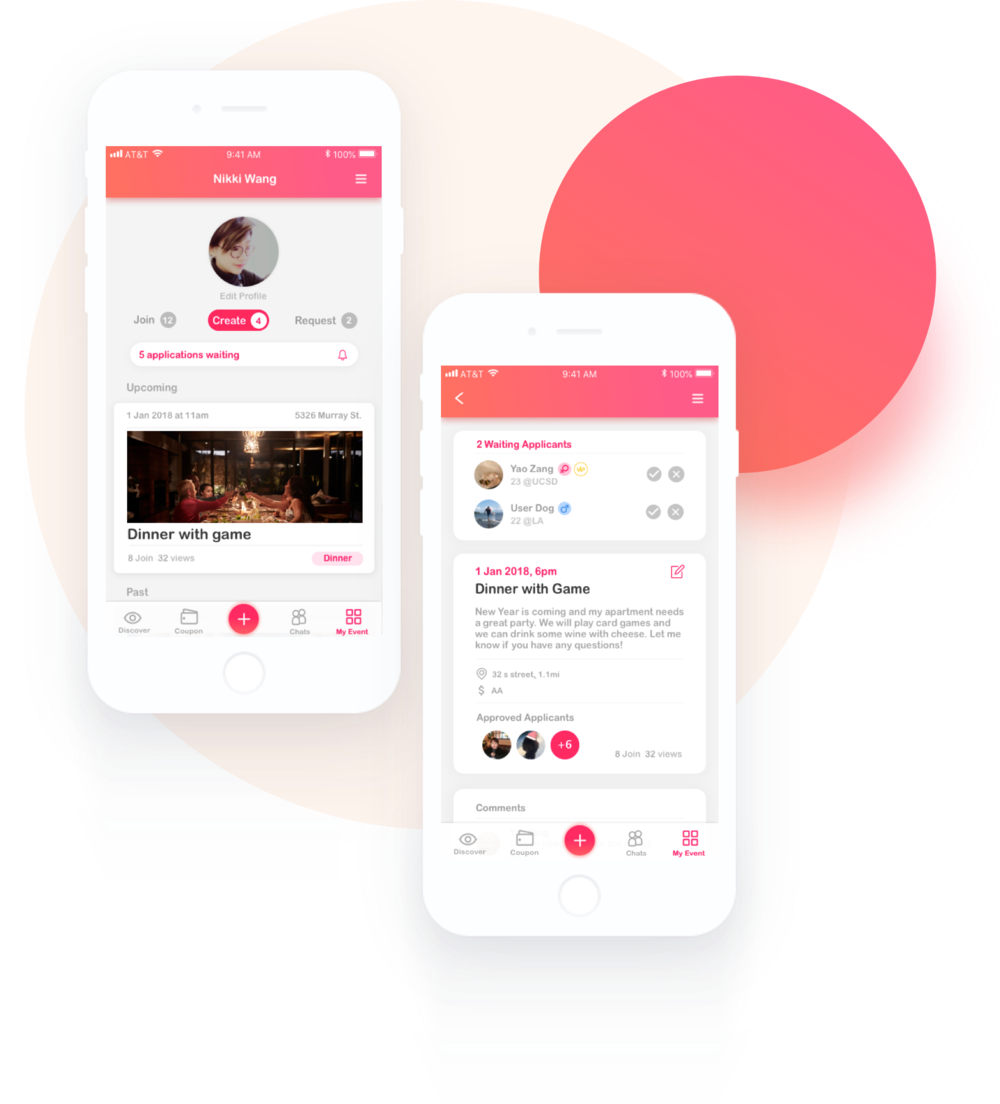 AT&T 9:41 AM 100%
Nikki Wang
Edit Profile
Join 12 Create 4 Request 2
5 applications waiting
Upcoming
1 Jan 2018 at 11am 5326 Murray St.
Dinner with game
8 Join 32 views Dinner
Past
Discover Coupon + Chats My Event
AT&T 9:41 AM 100%
2 Waiting Applicants
Yao Zang
23 @UCSD
User Dog
22 @LA
1 Jan 2018, 6pm
Dinner with Game
New Year is coming and my apartment needs
a great party. We will play card games and
we can drink some wine with cheese. Let me
know if you have any questions!
32 s street, 1.1mi
$ AA
Approved Applicants
+6 8 Join 32 views
Comments
Discover Coupon + Chats My Event